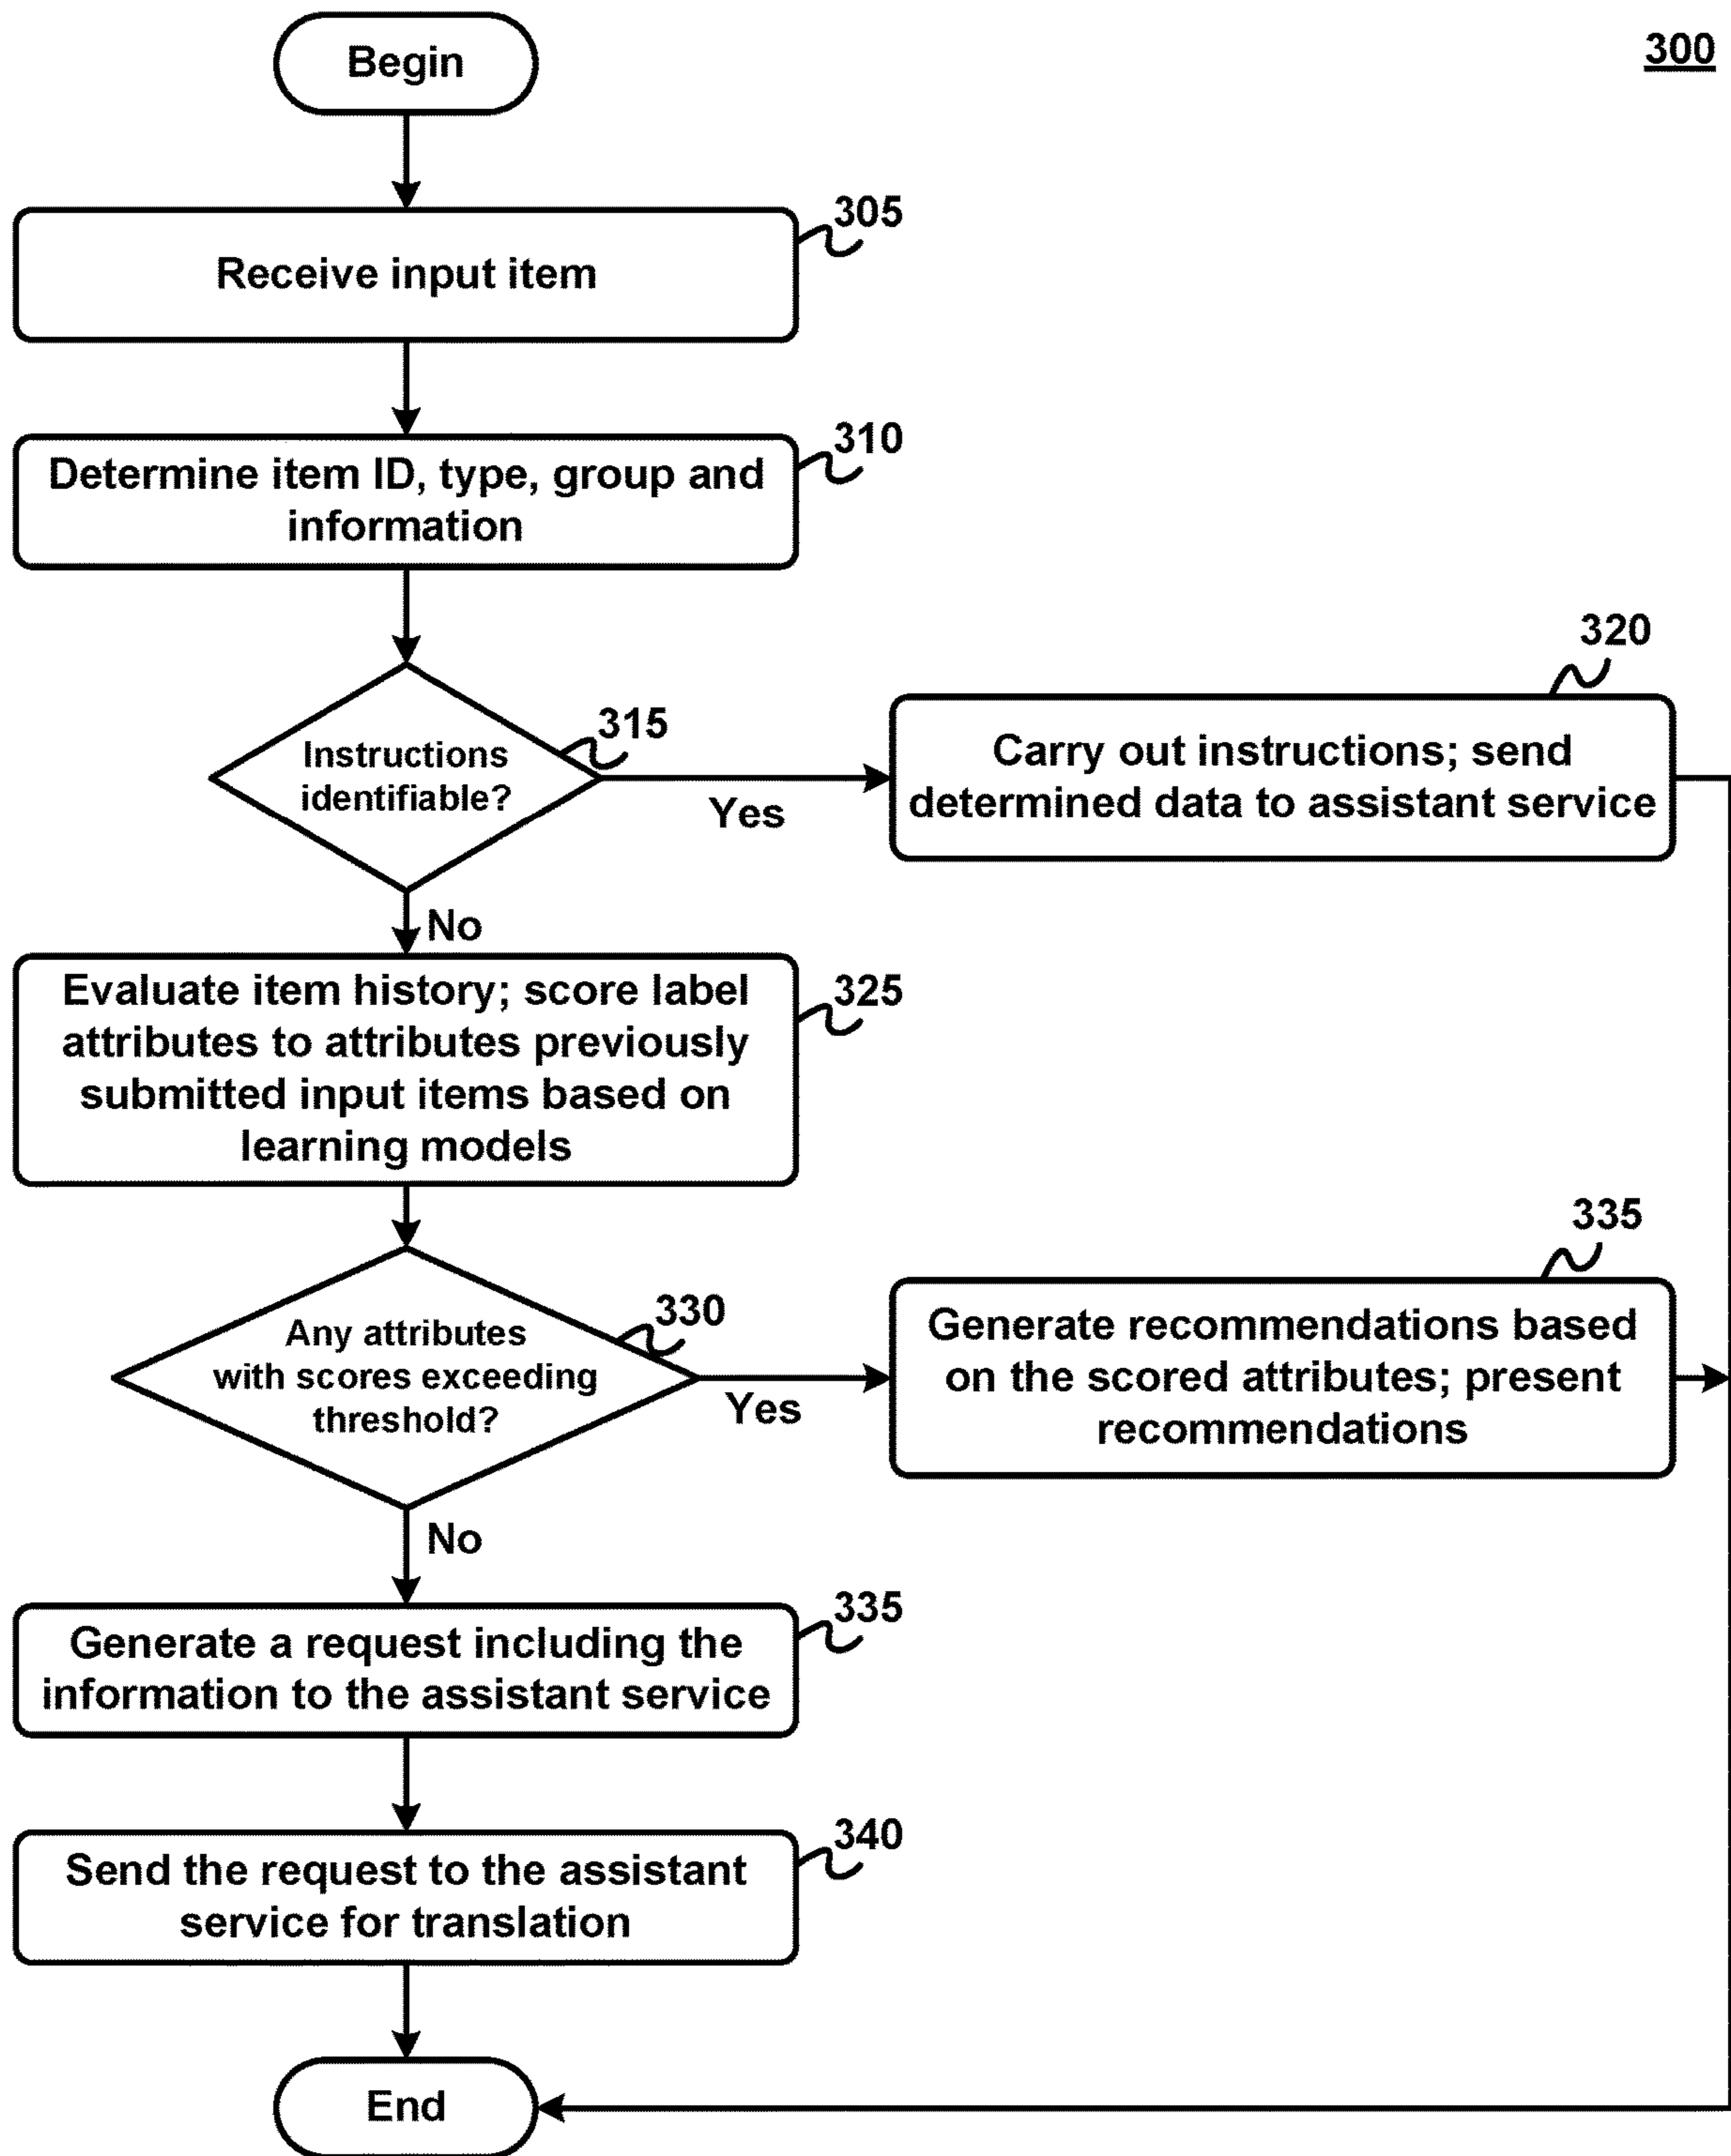 Begin
300
305
Receive input item
310
Determine item ID, type, group and
information
315
Instructions
identifiable?
Yes
320
Carry out instructions; send
determined data to assistant service
No
325
Evaluate item history; score label
attributes to attributes previously
submitted input items based on
learning models
330
Any attributes
with scores exceeding
threshold?
Yes
335
Generate recommendations based
on the scored attributes; present
recommendations
No
335
Generate a request including the
information to the assistant service
340
Send the request to the assistant
service for translation
End